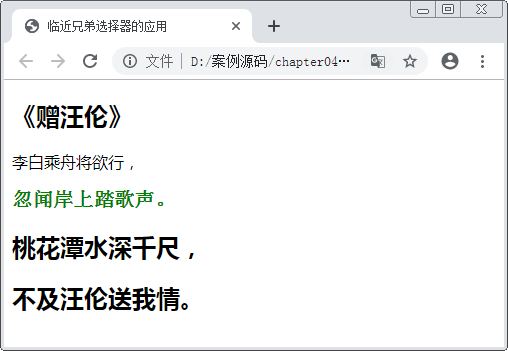 临近兄弟选择器的应用
文件 | D:/案例源码/chapter04…
《赠汪伦》
李白乘舟将欲行，
忽闻岸上踏歌声。
桃花潭水深千尺，
不及汪伦送我情。